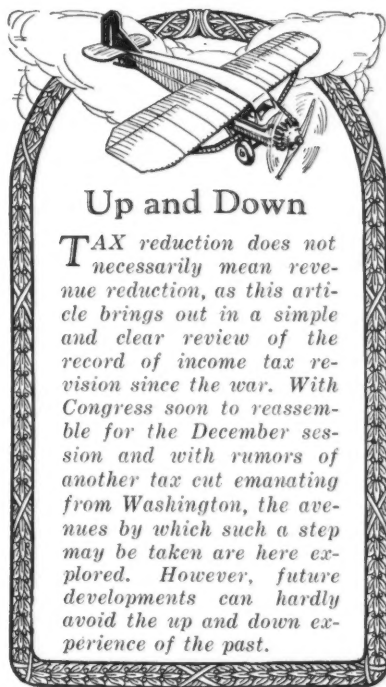 Up and Down
TAX reduction does not
necessarily mean reve-
nue reduction, as this arti-
cle brings out in a simple
and clear review of the
record of income tax re-
vision since the war. With
Congress soon to reassem-
ble for the December ses-
sion and with rumors of
another tax cut emanating
from Washington, the ave-
nues by which such a step
may be taken are here ex-
plored. However, future
developments can hardly
avoid the up and down ex-
perience of the past.